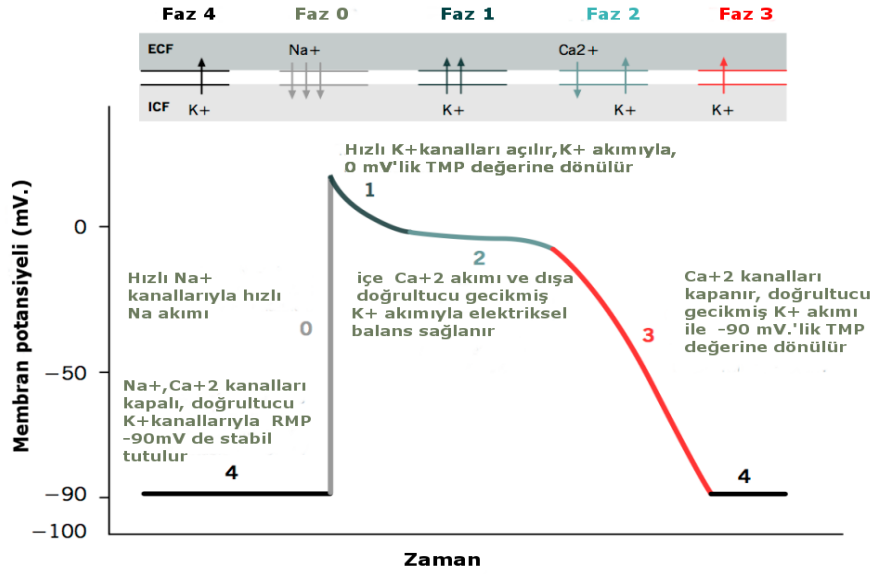 Faz 4
Faz 0
Faz 1
Faz 2
Faz 3
ECF
Na+
Ca2+
ICF
K+
K+
K+
K+
Hızlı K+kanalları açılır,K+ akımıyla,
0 mV'lik TMP değerine dönülür
1
0
2
Hızlı Na+
kanallarıyla hızlı
Na akımı
içe Ca+2 akımı ve dışa
doğrultucu gecikmiş
K+ akımıyla elektriksel
balans sağlanır
Ca+2 kanalları
kapanır, doğrultucu
gecikmiş K+ akımı
ile -90 mV.'lik TMP
değerine dönülür
0
3
−50
Na+,Ca+2 kanalları
kapalı, doğrultucu
K+kanallarıyla RMP
-90mV de stabil
tutulur
4
4
−90
−100
Membran potansiyeli (mV.)
Zaman